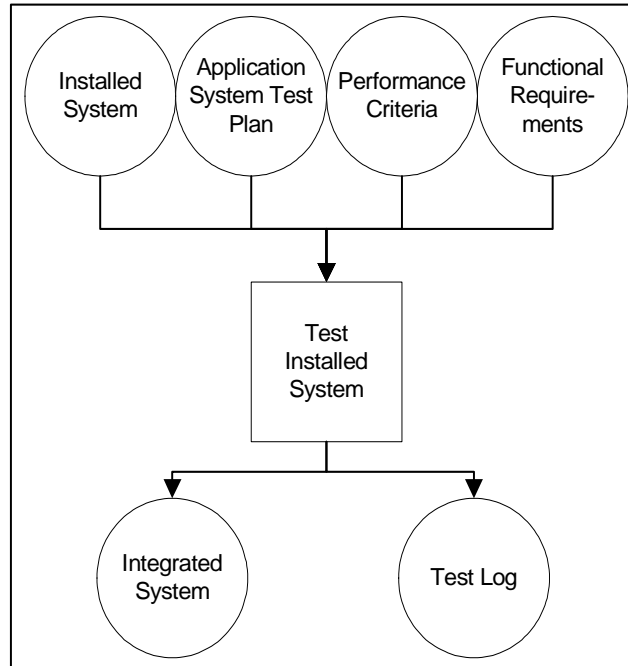 Installed
System
Application
System Test
Plan
Performance
Criteria
Functional
Require-
ments
Test
Installed
System
Integrated
System
Test Log